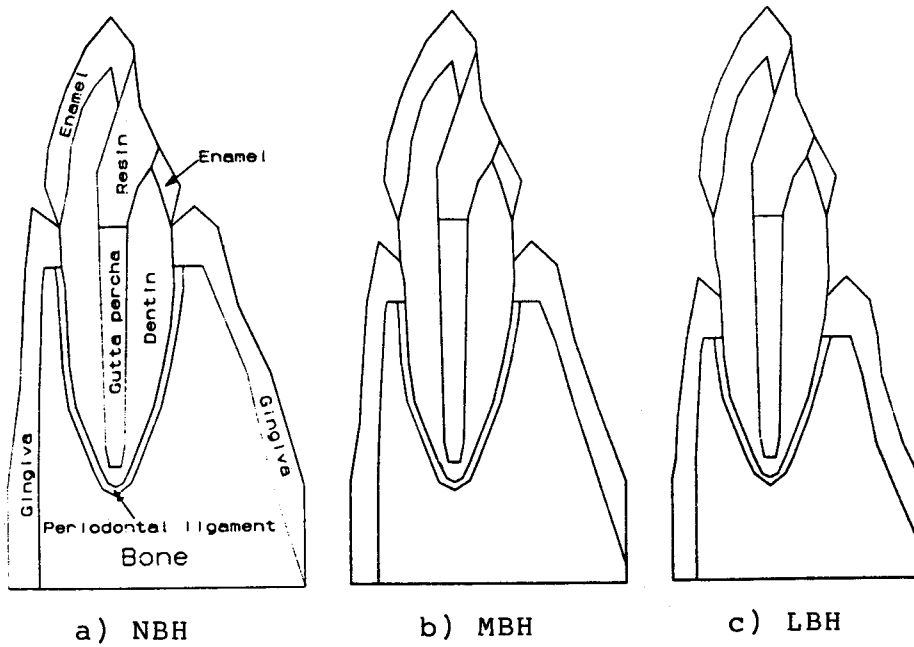 Enamel
Resin
Enamel
Gutta percha
Dentin
Gingiva
Gingiva
Periodontal ligament
Bone
a) NBH
b) MBH
c) LBH